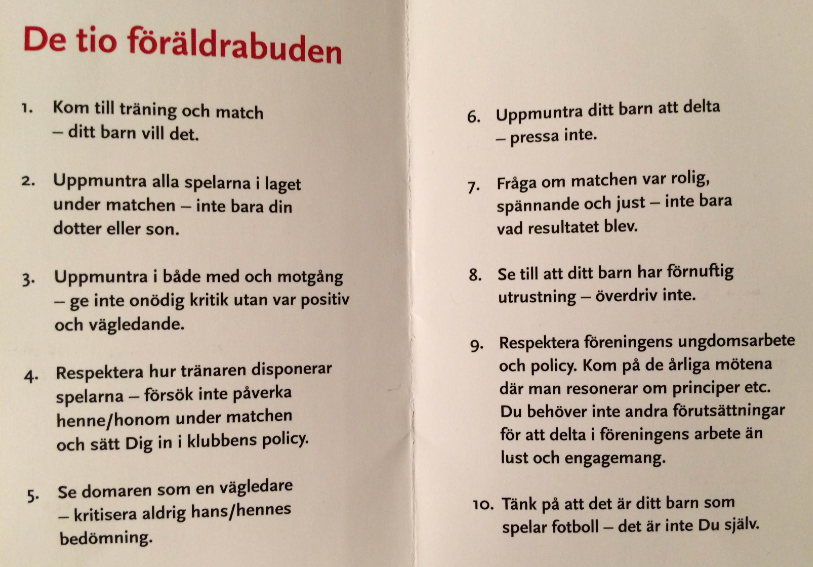 De tio föräldrabuden
1. Kom till träning och match
– ditt barn vill det.
2. Uppmuntra alla spelarna i laget
under matchen – inte bara din
dotter eller son.
3. Uppmuntra i både med och motgång
– ge inte onödig kritik utan var positiv
och vägledande.
4. Respektera hur tränaren disponerar
spelarna – försök inte påverka
henne/honom under matchen
och sätt Dig in i klubbens policy.
5. Se domaren som en vägledare
– kritisera aldrig hans/hennes
bedömning.
6. Uppmuntra ditt barn att delta
– pressa inte.
7. Fråga om matchen var rolig,
spännande och just – inte bara
vad resultatet blev.
8. Se till att ditt barn har förnuftig
utrustning – överdriv inte.
9. Respektera föreningens ungdomsarbete
och policy. Kom på de årliga mötena
där man resonerar om principer etc.
Du behöver inte andra förutsättningar
för att delta i föreningens arbete än
lust och engagemang.
10. Tänk på att det är ditt barn som
spelar fotboll – det är inte Du själv.